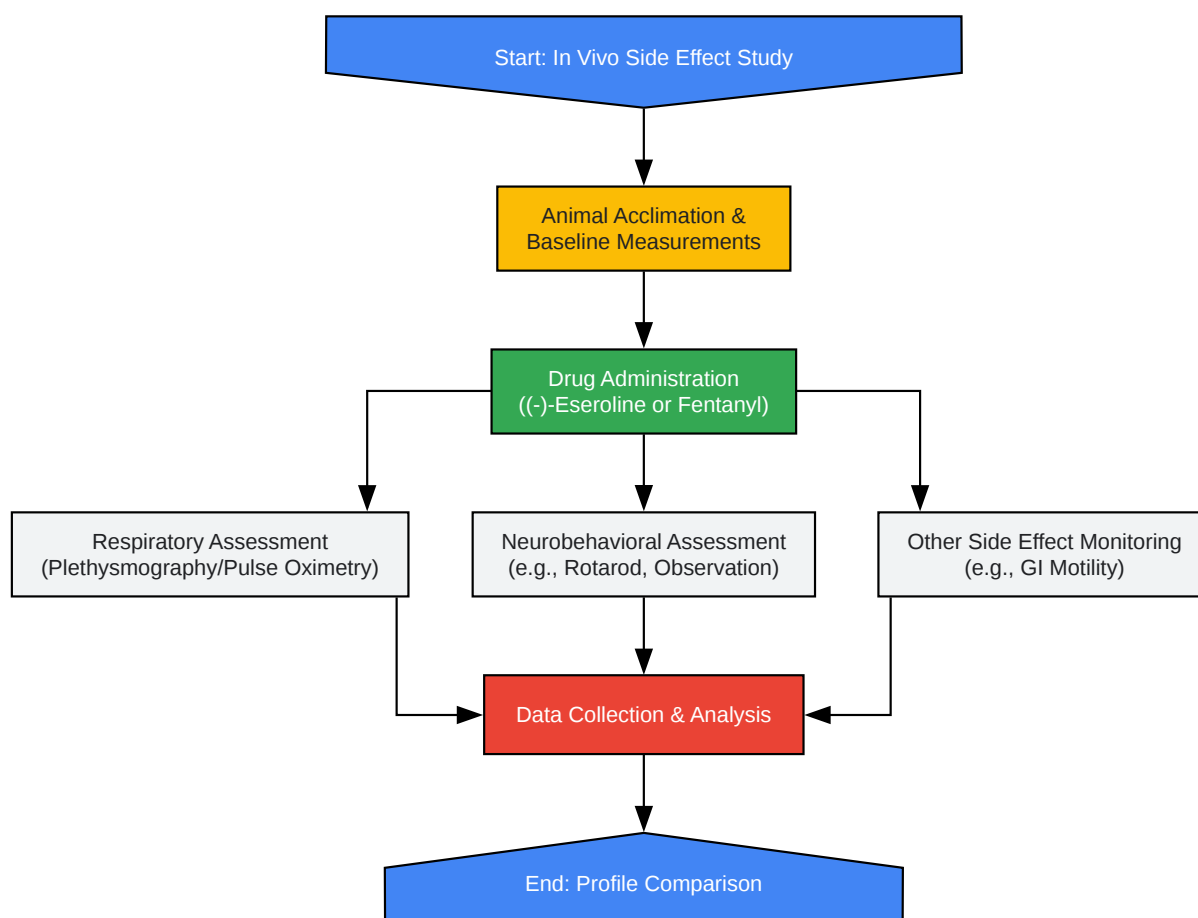 Start: In Vivo Side Effect Study
Animal Acclimation &
Baseline Measurements
Drug Administration
((-)-Eseroline or Fentanyl)
Respiratory Assessment
(Plethysmography/Pulse Oximetry)
Neurobehavioral Assessment
(e.g., Rotarod, Observation)
Other Side Effect Monitoring
(e.g., GI Motility)
Data Collection & Analysis
End: Profile Comparison